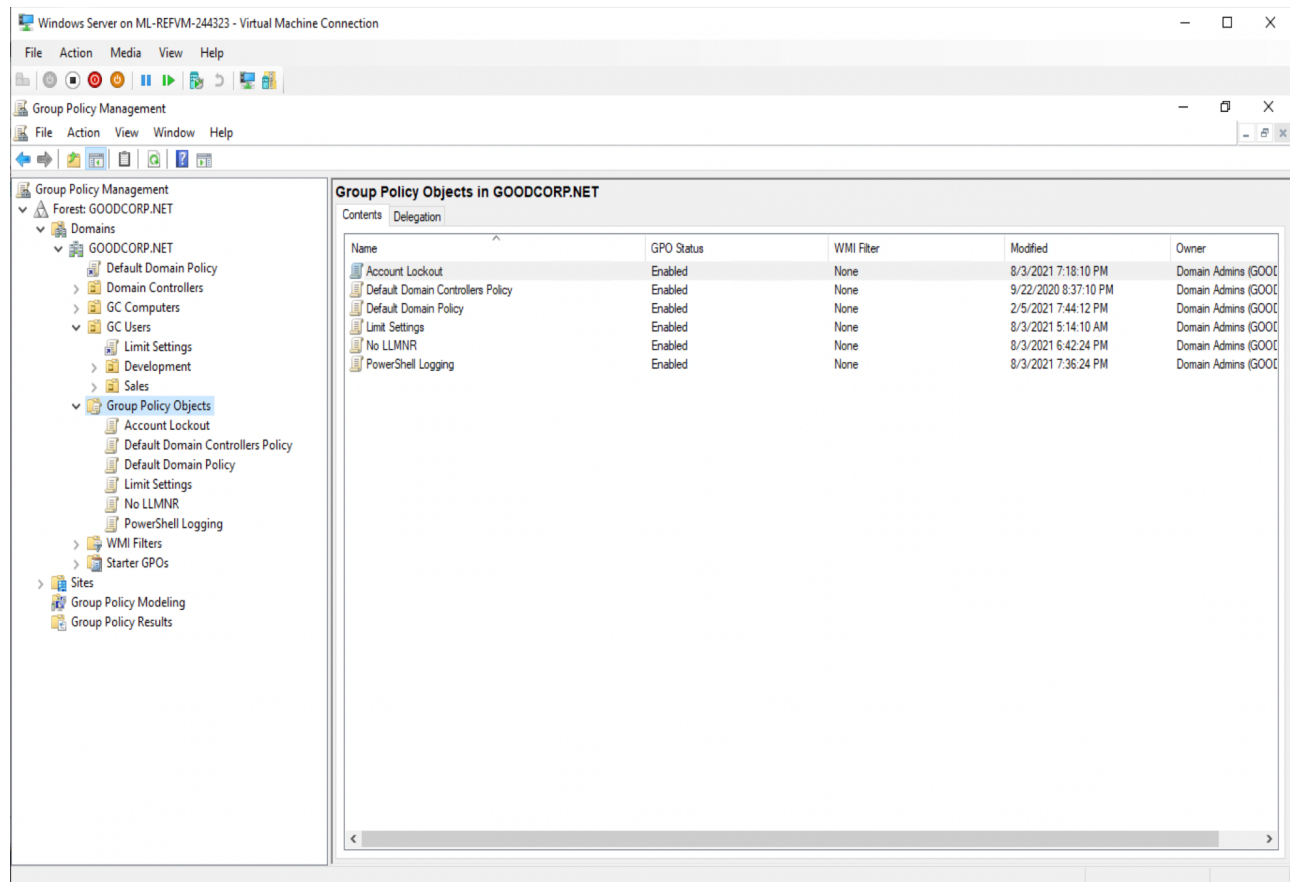 Windows Server on ML-REFVM-244323 - Virtual Machine Connection
File Action Media View Help
Group Policy Management
File Action View Window Help
Group Policy Management
Forest: GOODCORP.NET
Domains
GOODCORP.NET
Default Domain Policy
Domain Controllers
GC Computers
GC Users
Limit Settings
Development
Sales
Group Policy Objects
Account Lockout
Default Domain Controllers Policy
Default Domain Policy
Limit Settings
No LLMNR
PowerShell Logging
WMI Filters
Starter GPOs
Sites
Group Policy Modeling
Group Policy Results
Group Policy Objects in GOODCORP.NET
Contents Delegation
Name GPO Status WMI Filter Modified Owner
Account Lockout Enabled None 8/3/2021 7:18:10 PM Domain Admins (GOOD
Default Domain Controllers Policy Enabled None 9/22/2020 8:37:10 PM Domain Admins (GOOD
Default Domain Policy Enabled None 2/5/2021 7:44:12 PM Domain Admins (GOOD
Limit Settings Enabled None 8/3/2021 5:14:10 AM Domain Admins (GOOD
No LLMNR Enabled None 8/3/2021 6:42:24 PM Domain Admins (GOOD
PowerShell Logging Enabled None 8/3/2021 7:36:24 PM Domain Admins (GOOD